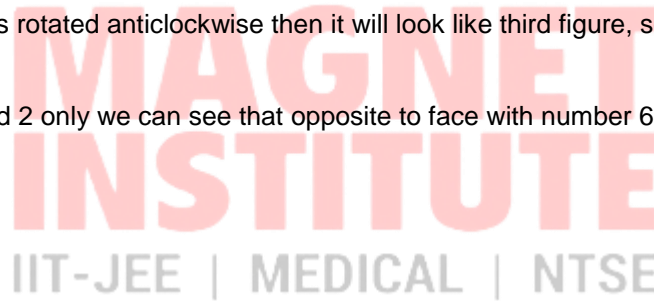 s rotated anticlockwise then it will look like third figure, s
d 2 only we can see that opposite to face with number 6
MAGNET
INSTITUTE
IIT-JEE | MEDICAL | NTSE